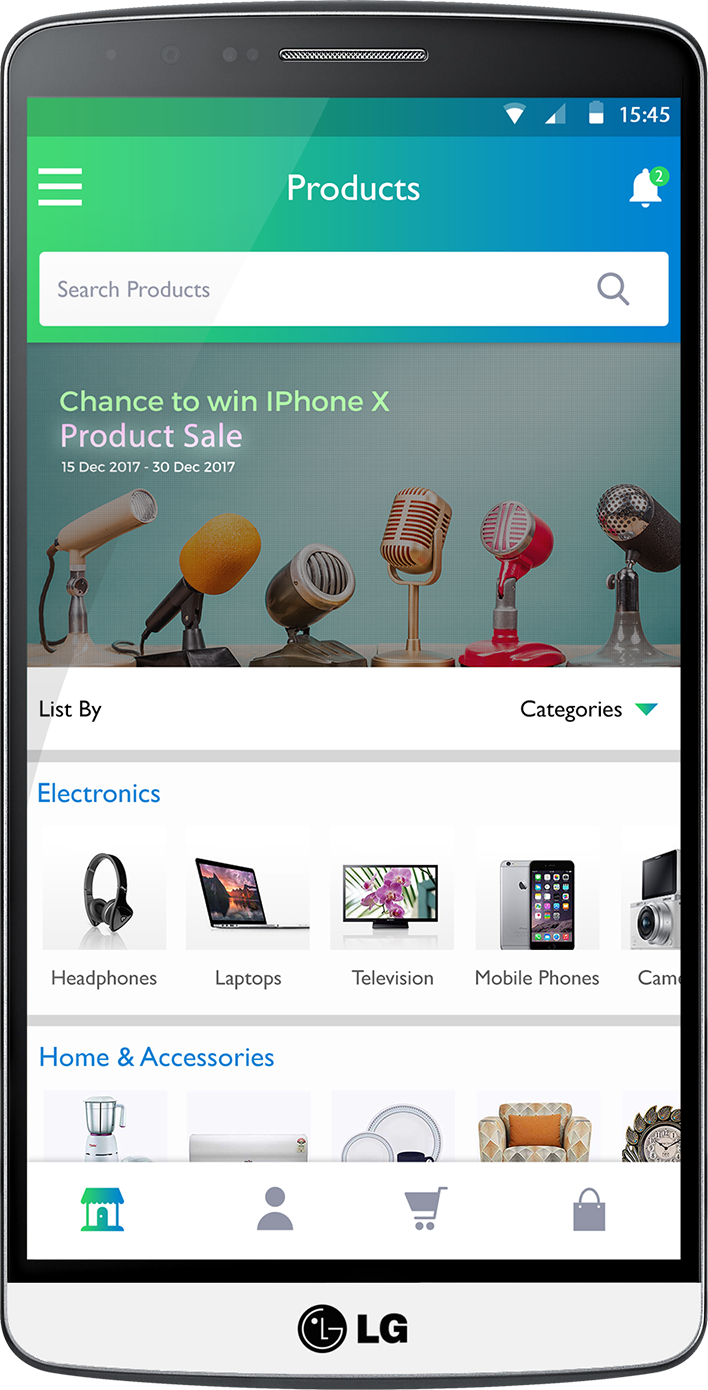 15:45
Products
2
Search Products
Chance to win IPhone X
Product Sale
15 Dec 2017 - 30 Dec 2017
List By
Categories
Electronics
Headphones
Laptops
Television
Mobile Phones
Came
Home & Accessories
LG